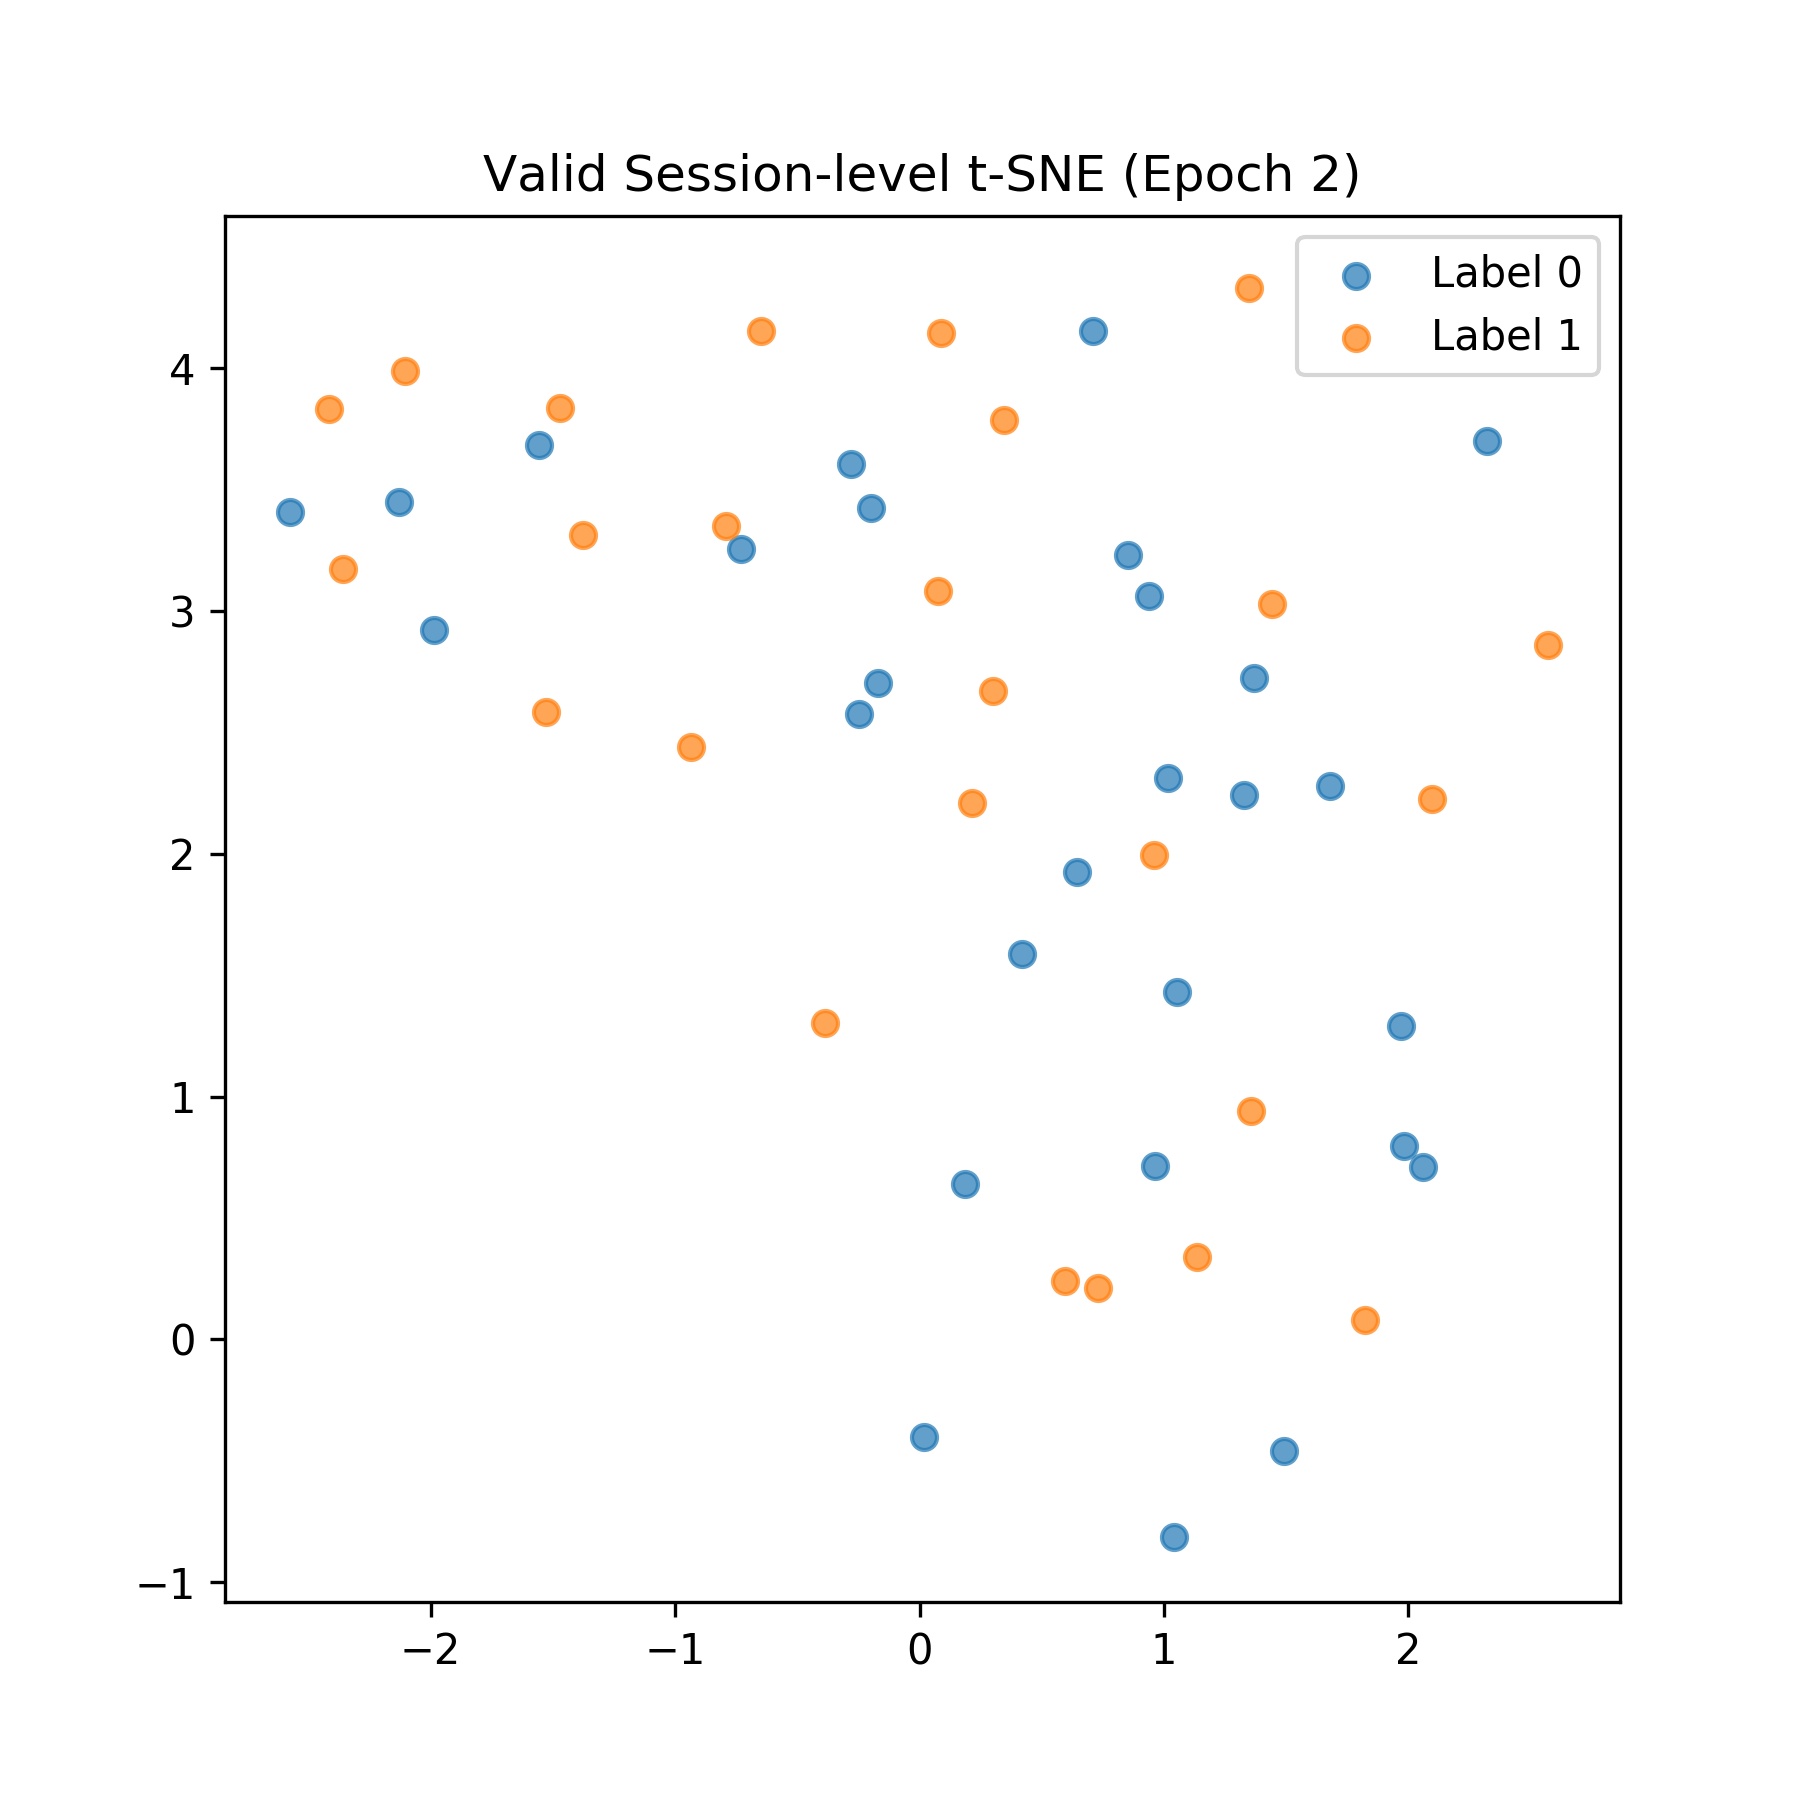 Valid Session-level t-SNE (Epoch 2)
Label 0
Label 1
4
3
2
1
0
−1
−2 −1 0 1 2